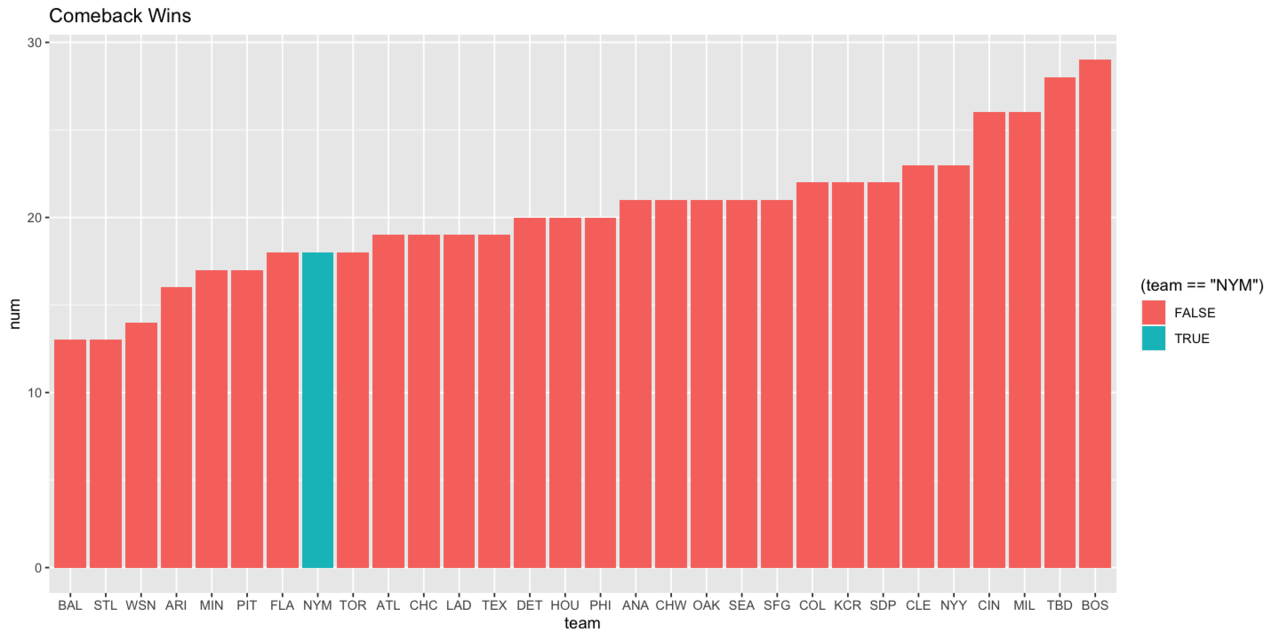 Comeback Wins
30
20
10
0
num
BAL STL WSN ARI MIN PIT FLA NYM TOR ATL CHC LAD TEX DET HOU PHI ANA CHW OAK SEA SFG COL KCR SDP CLE NYY CIN MIL TBD BOS
team
(team == "NYM")
FALSE
TRUE